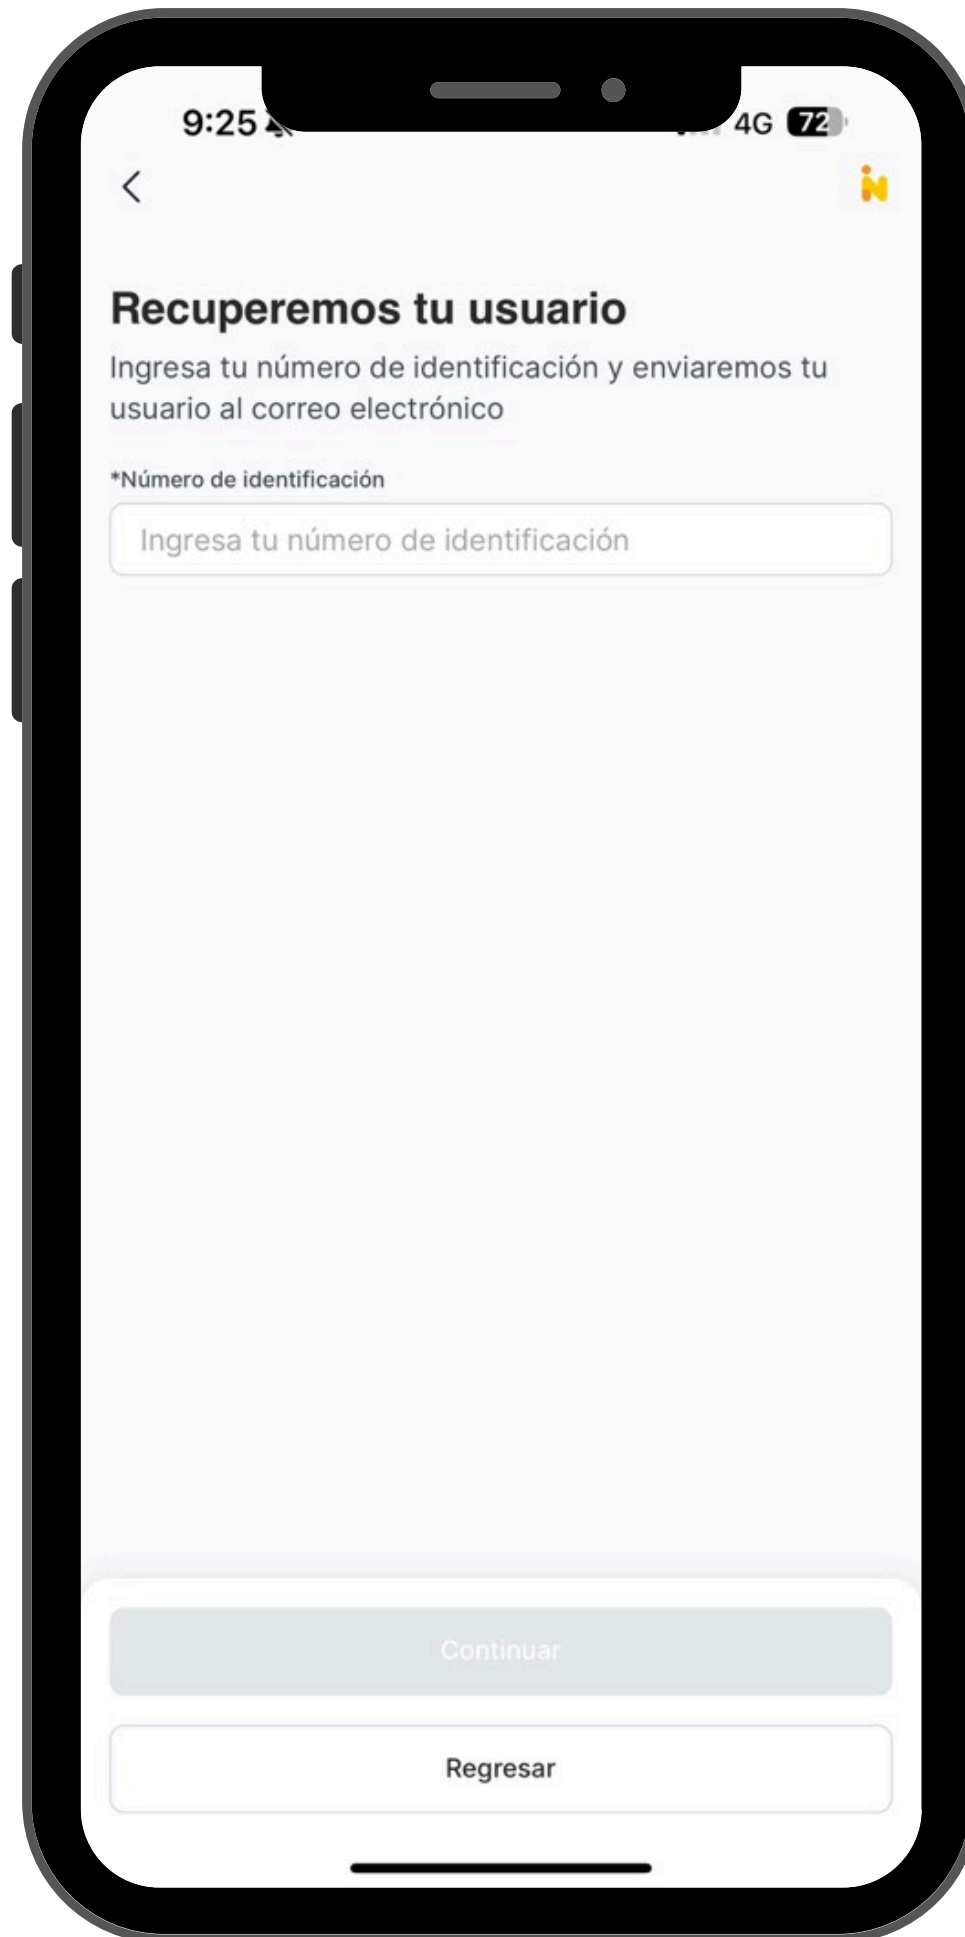 9:25
4G 72
Recuperemos tu usuario
Ingresa tu número de identificación y enviaremos tu
usuario al correo electrónico
*Número de identificación
Ingresa tu número de identificación
Continuar
Regresar